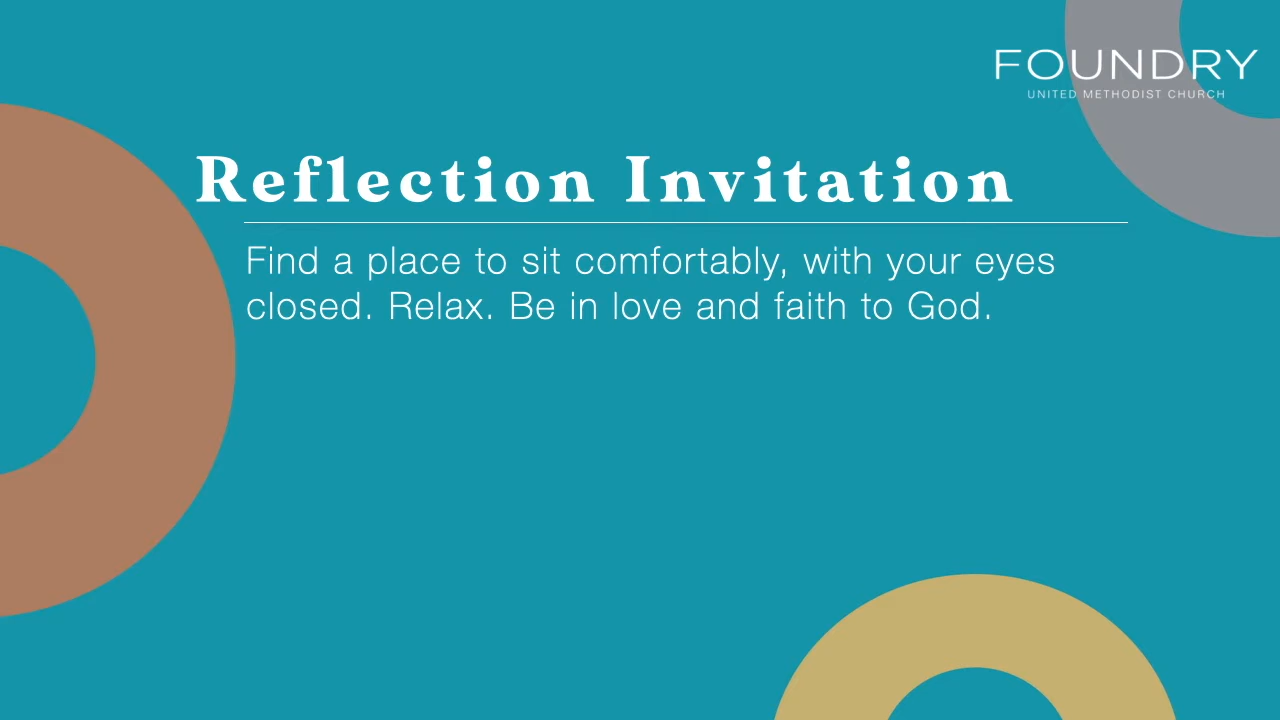 FOUNDRY
UNITED METHODIST CHURCH
Reflection Invitation
Find a place to sit comfortably, with your eyes
closed. Relax. Be in love and faith to God.